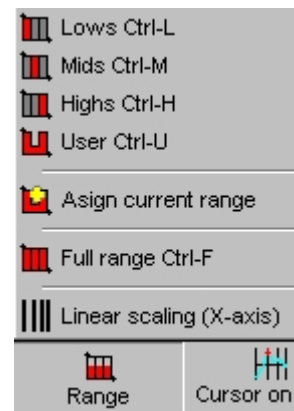 Lows Ctrl-L
Mids Ctrl-M
Highs Ctrl-H
User Ctrl-U
Asign current range
Full range Ctrl-F
Linear scaling (X-axis)
Range
Cursor on